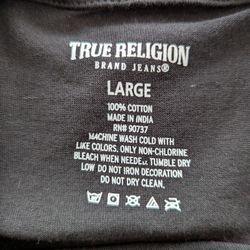 TRUE RELIGION
BRAND JEANS®
LARGE
100% COTTON
MADE IN INDIA
RN# 90737
MACHINE WASH COLD WITH
LIKE COLORS. ONLY NON-CHLORINE
BLEACH WHEN NEEDED. TUMBLE DRY
LOW DO NOT IRON DECORATION
DO NOT DRY CLEAN.